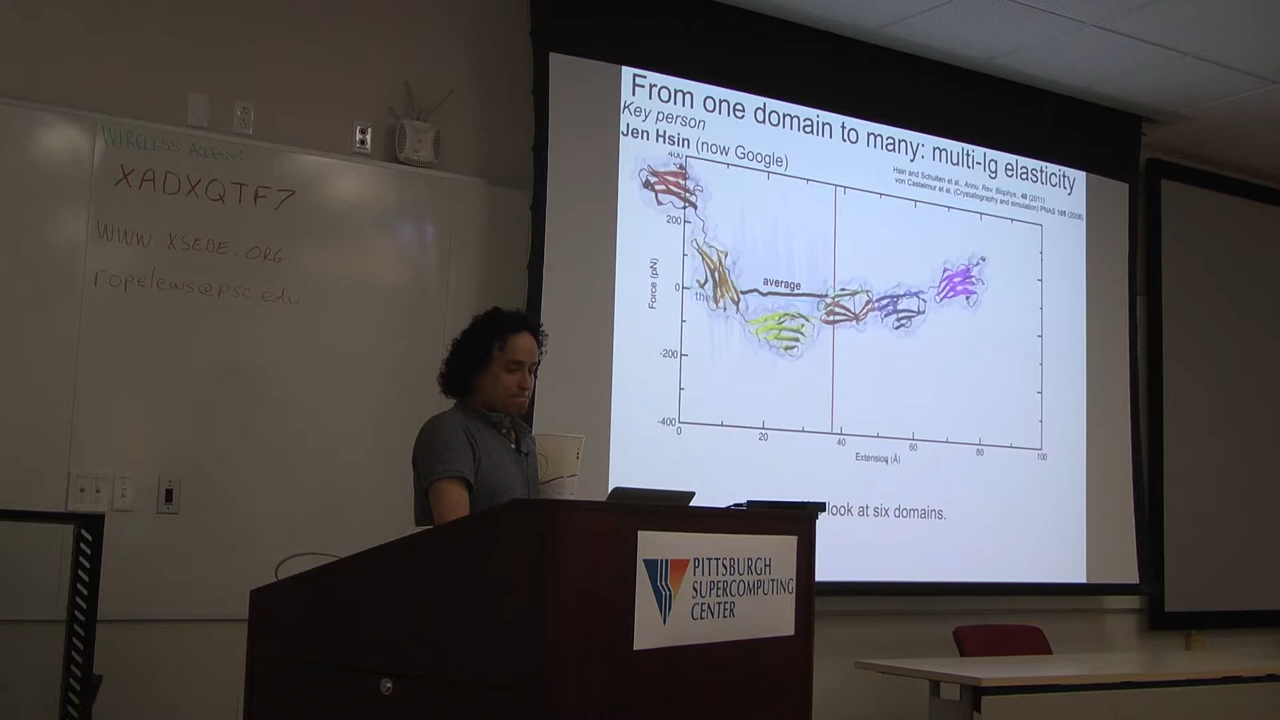 WIRELESS ACCESS:
XADXQTF7
WWW.XSEDE.ORG
ropelews@psc.edu
From one domain to many: multi-Ig elasticity
Key person
Jen Hsin (now Google)
Hsin and Schulten et al., Annu. Rev. Biophys., 40 (2011)
von Castelmur et al. (Crystallography and simulation) PNAS 105 (2008)
400
200
0
-200
-400
Force (pN)
the
average
0
20
40
60
80
100
Extension (Å)
look at six domains.
PITTSBURGH
SUPERCOMPUTING
CENTER